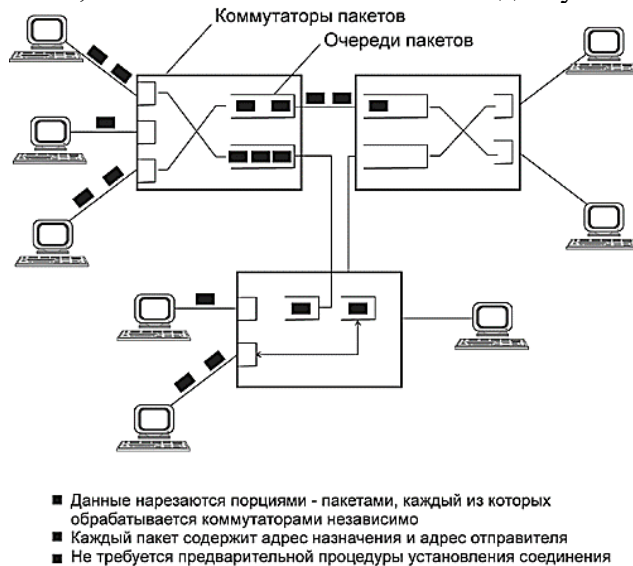 Коммутаторы пакетов
Очереди пакетов
Данные нарезаются порциями - пакетами, каждый из которых
обрабатывается коммутаторами независимо
Каждый пакет содержит адрес назначения и адрес отправителя
Не требуется предварительной процедуры установления соединения